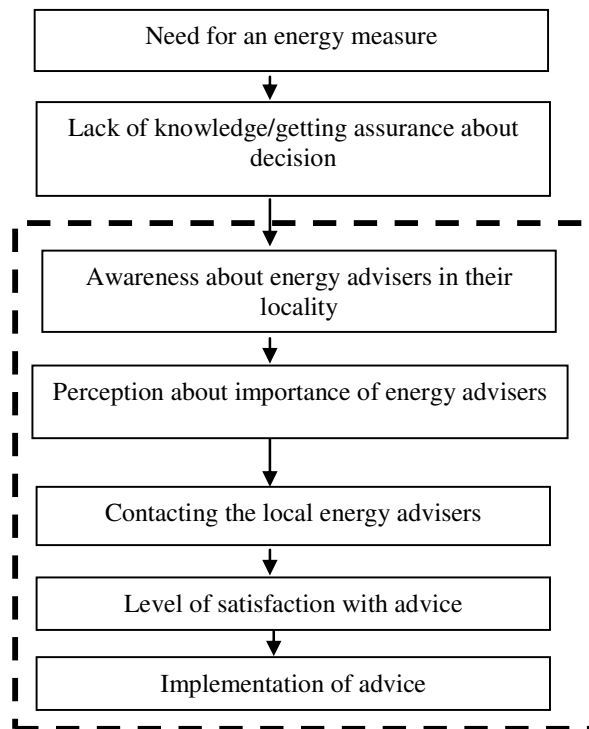 Need for an energy measure
Lack of knowledge/getting assurance about
decision
Awareness about energy advisers in their
locality
Perception about importance of energy advisers
Contacting the local energy advisers
Level of satisfaction with advice
Implementation of advice